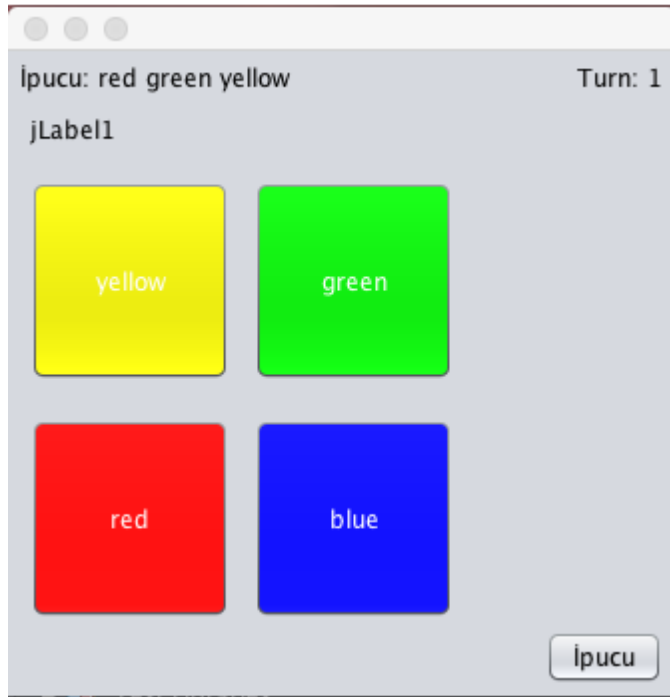 İpucu: red green yellow Turn: 1
jLabel1
yellow green
red blue
İpucu